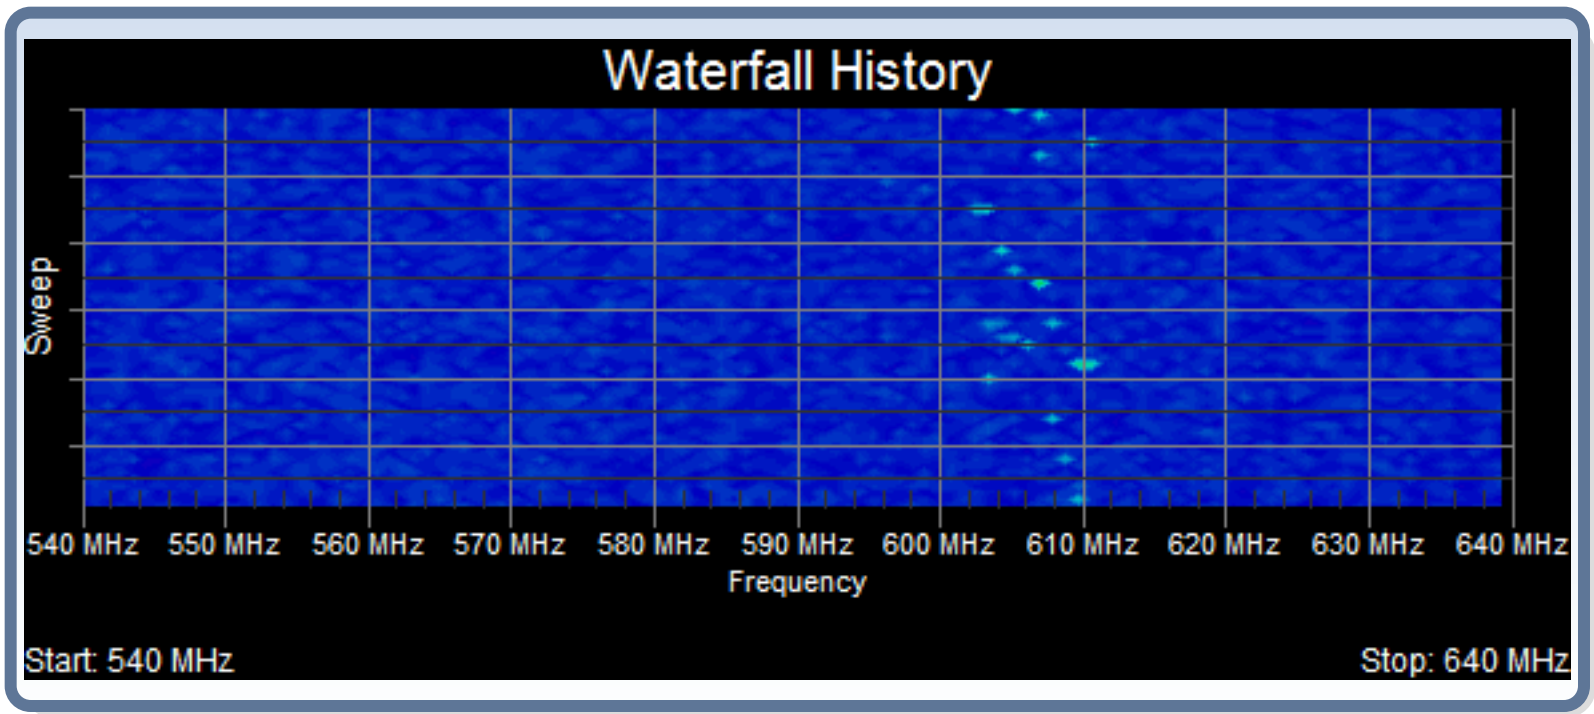 Waterfall History
Sweep
540 MHz 550 MHz 560 MHz 570 MHz 580 MHz 590 MHz 600 MHz 610 MHz 620 MHz 630 MHz 640 MHz
Frequency
Start: 540 MHz Stop: 640 MHz